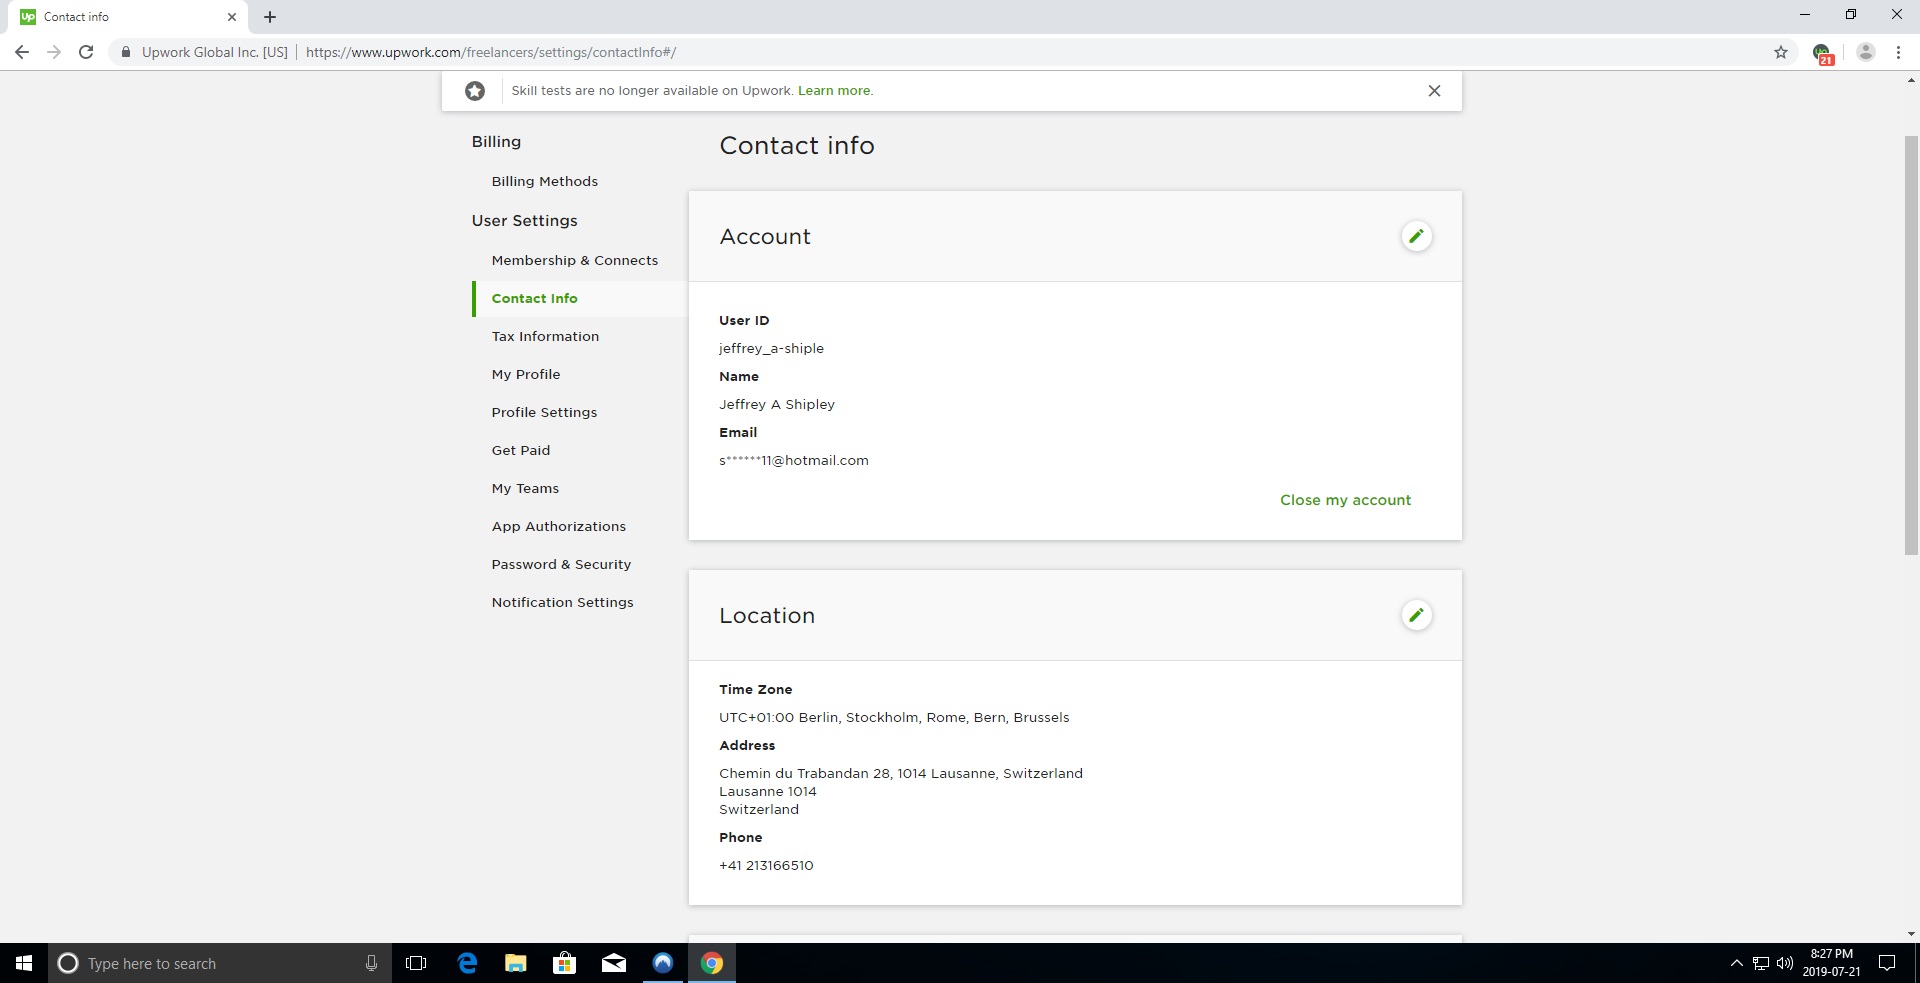 Up Contact info
Upwork Global Inc. [US] https://www.upwork.com/freelancers/settings/contactInfo#/
21
Skill tests are no longer available on Upwork. Learn more.
Billing
Billing Methods
User Settings
Membership & Connects
Contact Info
Tax Information
My Profile
Profile Settings
Get Paid
My Teams
App Authorizations
Password & Security
Notification Settings
Contact info
Account
User ID
jeffrey_a-shiple
Name
Jeffrey A Shipley
Email
s******11@hotmail.com
Close my account
Location
Time Zone
UTC+01:00 Berlin, Stockholm, Rome, Bern, Brussels
Address
Chemin du Trabandan 28, 1014 Lausanne, Switzerland
Lausanne 1014
Switzerland
Phone
+41 213166510
Type here to search
8:27 PM
2019-07-21